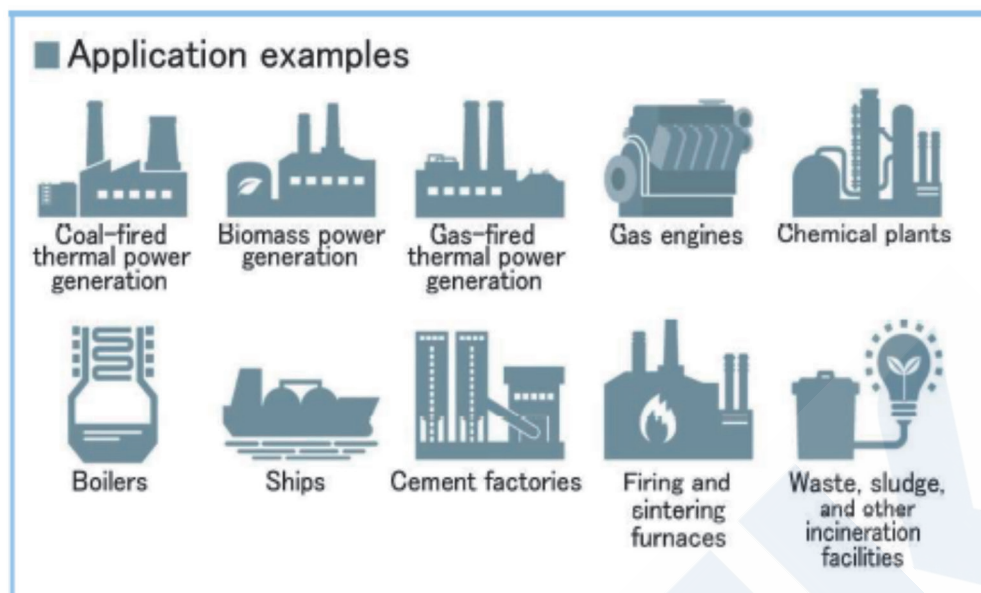 Application examples
Coal-fired
thermal power
generation
Biomass power
generation
Gas-fired
thermal power
generation
Gas engines
Chemical plants
Boilers
Ships
Cement factories
Firing and
sintering
furnaces
Waste, sludge,
and other
incineration
facilities